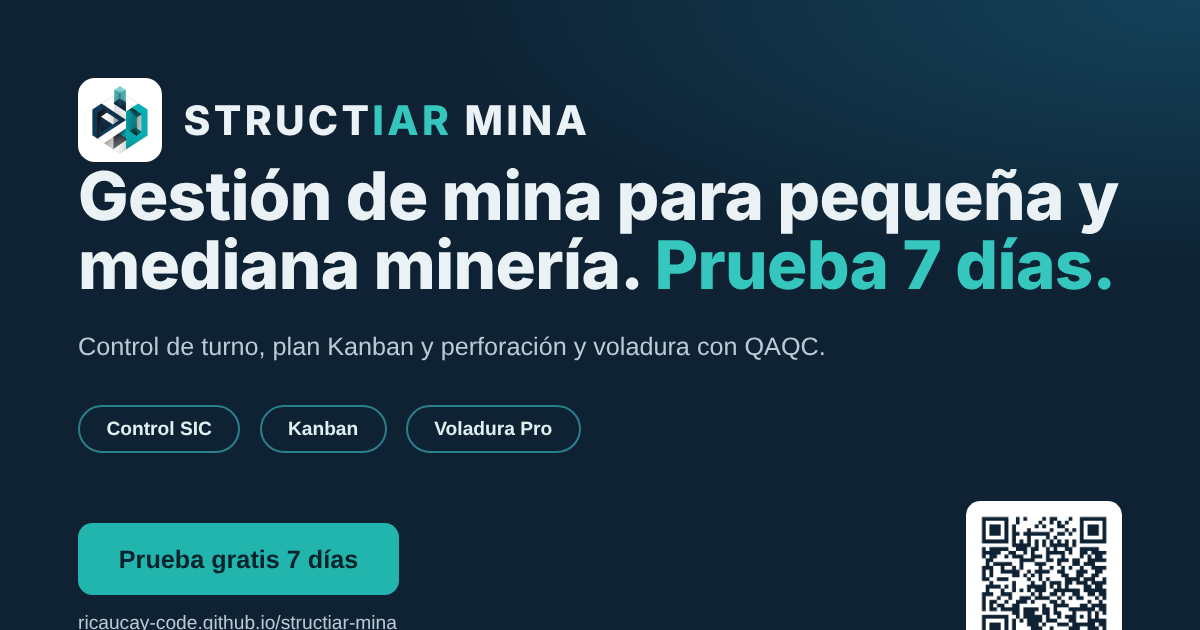 STRUCTIAR MINA
Gestión de mina para pequeña y
mediana minería. Prueba 7 días.
Control de turno, plan Kanban y perforación y voladura con QAQC.
Control SIC
Kanban
Voladura Pro
Prueba gratis 7 días
ricaucay-code.github.io/structiar-mina